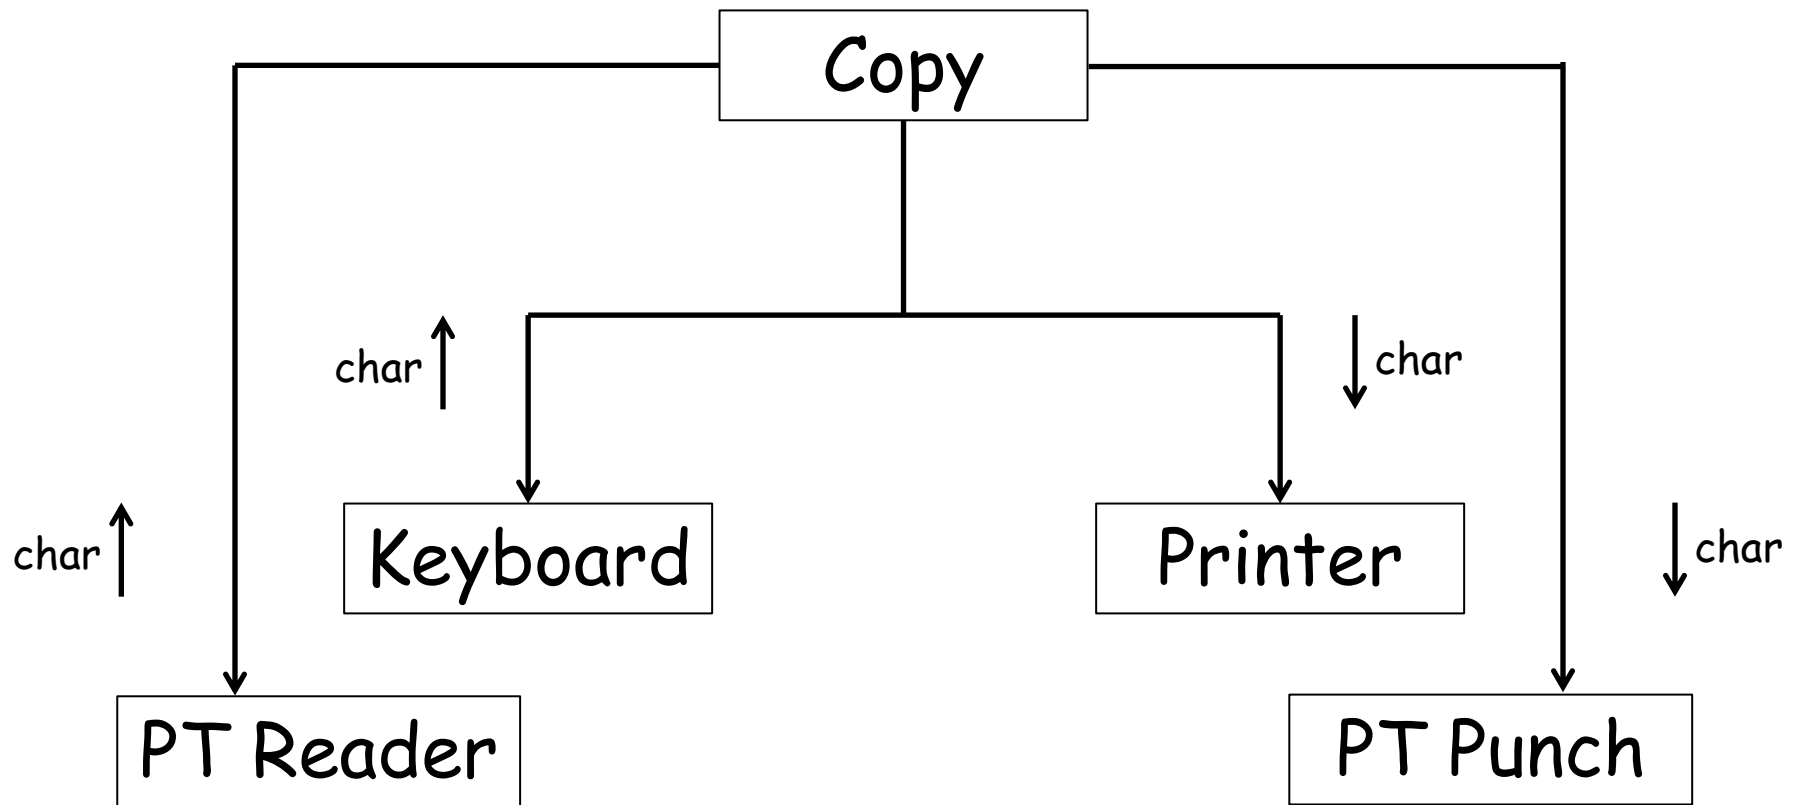 Copy
char
char
char
Keyboard
Printer
char
PT Reader
PT Punch